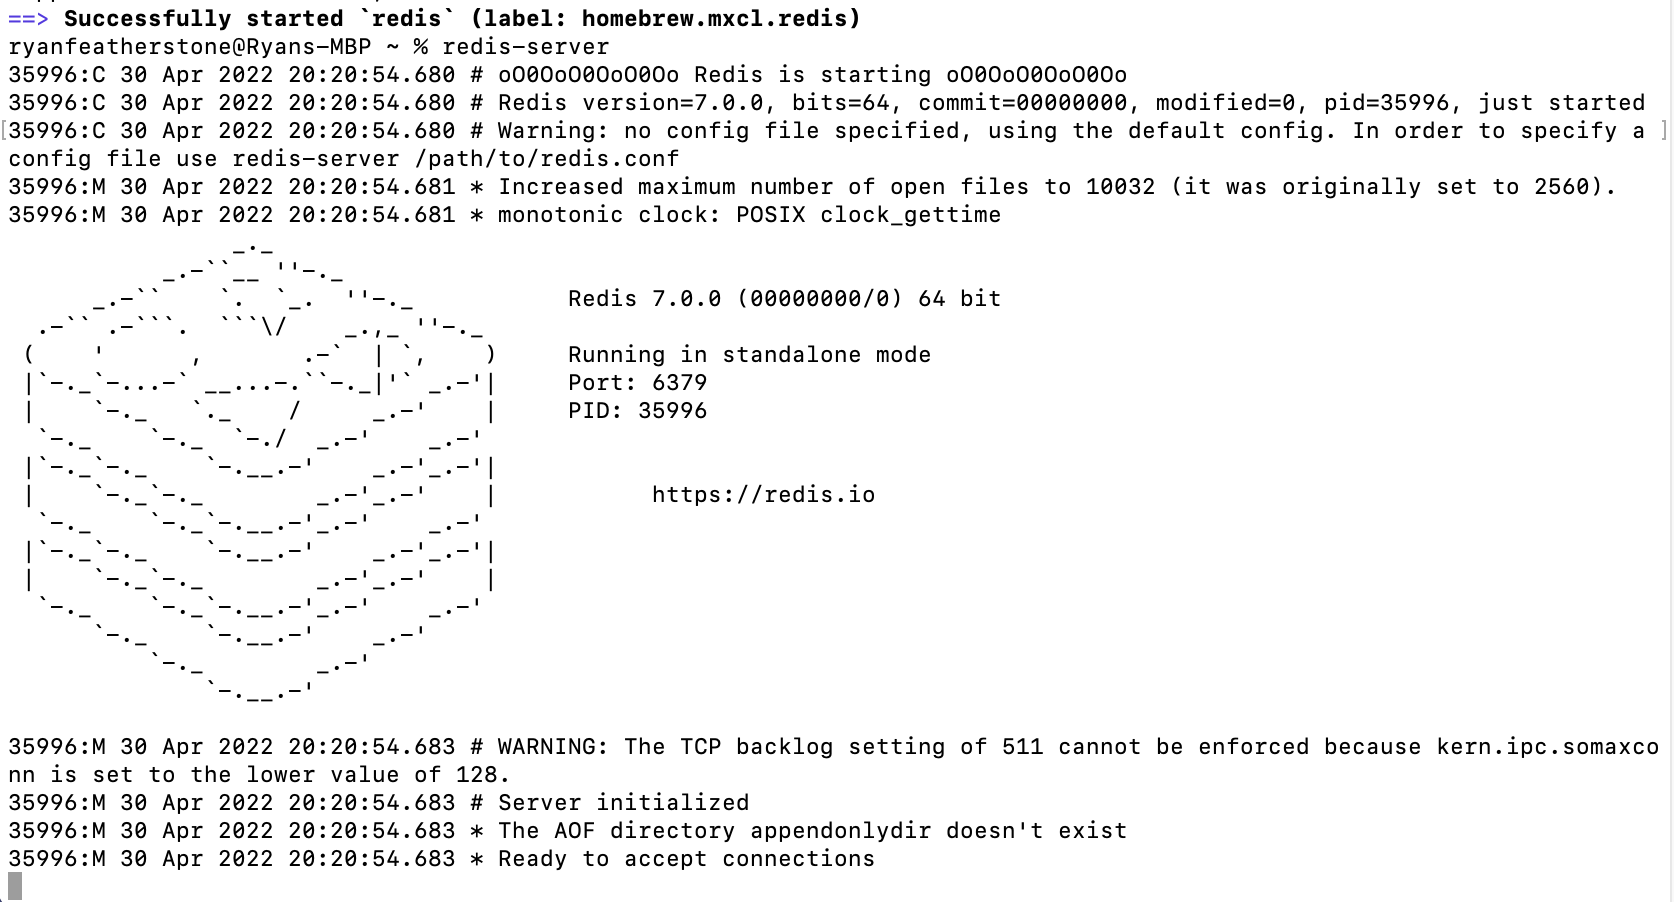 ==> Successfully started `redis` (label: homebrew.mxcl.redis)
ryanfeatherstone@Ryans-MBP ~ % redis-server
35996:C 30 Apr 2022 20:20:54.680 # oO0OoO0OoO0Oo Redis is starting oO0OoO0OoO0Oo
35996:C 30 Apr 2022 20:20:54.680 # Redis version=7.0.0, bits=64, commit=00000000, modified=0, pid=35996, just started
[35996:C 30 Apr 2022 20:20:54.680 # Warning: no config file specified, using the default config. In order to specify a ]
config file use redis-server /path/to/redis.conf
35996:M 30 Apr 2022 20:20:54.681 * Increased maximum number of open files to 10032 (it was originally set to 2560).
35996:M 30 Apr 2022 20:20:54.681 * monotonic clock: POSIX clock_gettime
Redis 7.0.0 (00000000/0) 64 bit
Running in standalone mode
Port: 6379
PID: 35996
https://redis.io
35996:M 30 Apr 2022 20:20:54.683 # WARNING: The TCP backlog setting of 511 cannot be enforced because kern.ipc.somaxco
nn is set to the lower value of 128.
35996:M 30 Apr 2022 20:20:54.683 # Server initialized
35996:M 30 Apr 2022 20:20:54.683 * The AOF directory appendonlydir doesn't exist
35996:M 30 Apr 2022 20:20:54.683 * Ready to accept connections